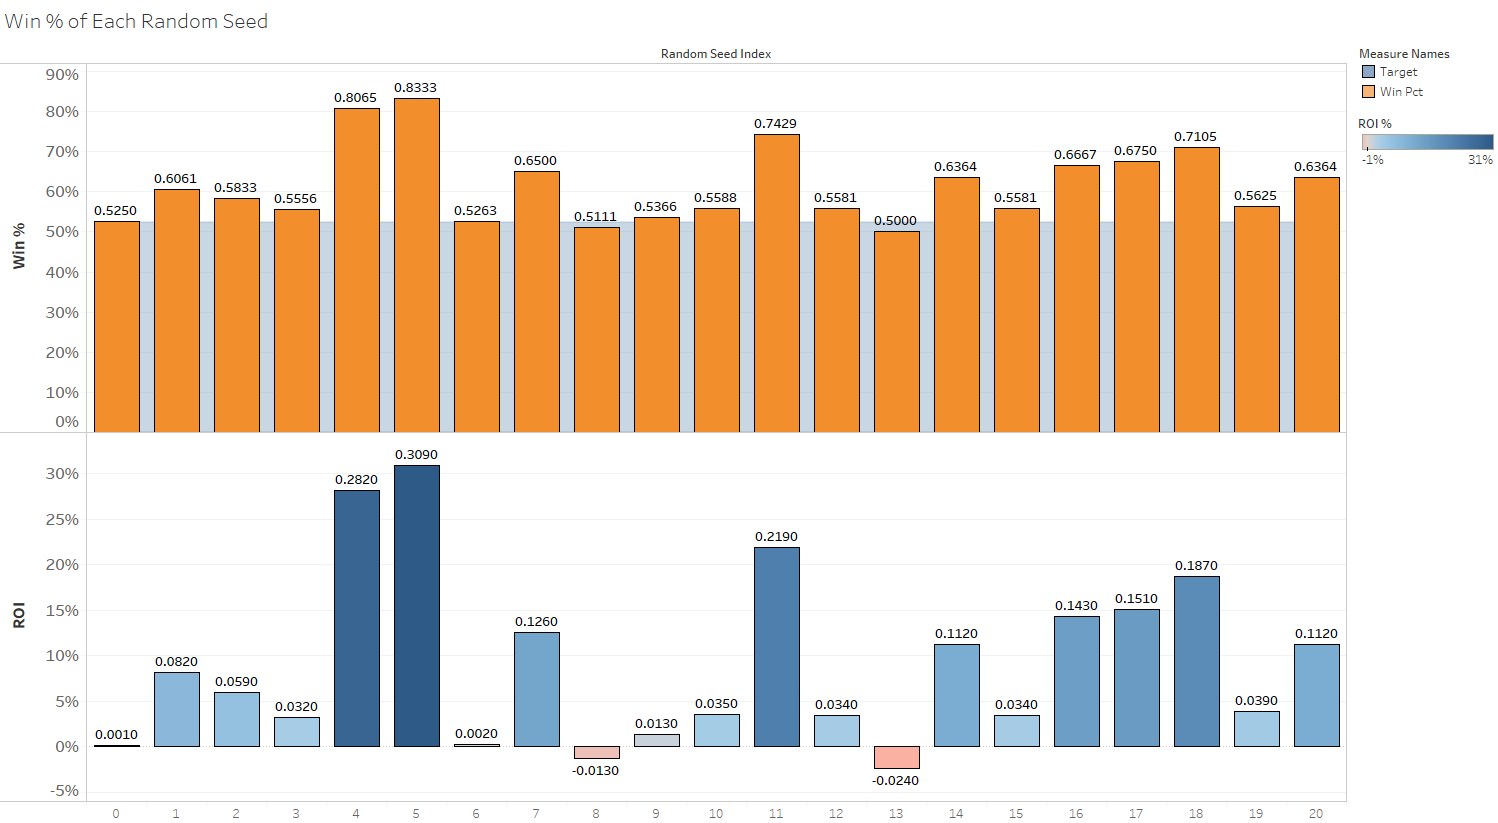 Win % of Each Random Seed
Random Seed Index
Measure Names
Target
Win Pct
ROI %
-1% 31%
Win %
90%
80%
70%
60%
50%
40%
30%
20%
10%
0%
0.5250 0.6061 0.5833 0.5556 0.8065 0.8333 0.5263 0.6500 0.5111 0.5366 0.5588 0.7429 0.5581 0.5000 0.6364 0.5581 0.6667 0.6750 0.7105 0.5625 0.6364
ROI
30%
25%
20%
15%
10%
5%
0%
-5%
0.0010 0.0820 0.0590 0.0320 0.2820 0.3090 0.0020 0.1260 -0.0130 0.0130 0.0350 0.2190 0.0340 -0.0240 0.1120 0.0340 0.1430 0.1510 0.1870 0.0390 0.1120
0 1 2 3 4 5 6 7 8 9 10 11 12 13 14 15 16 17 18 19 20